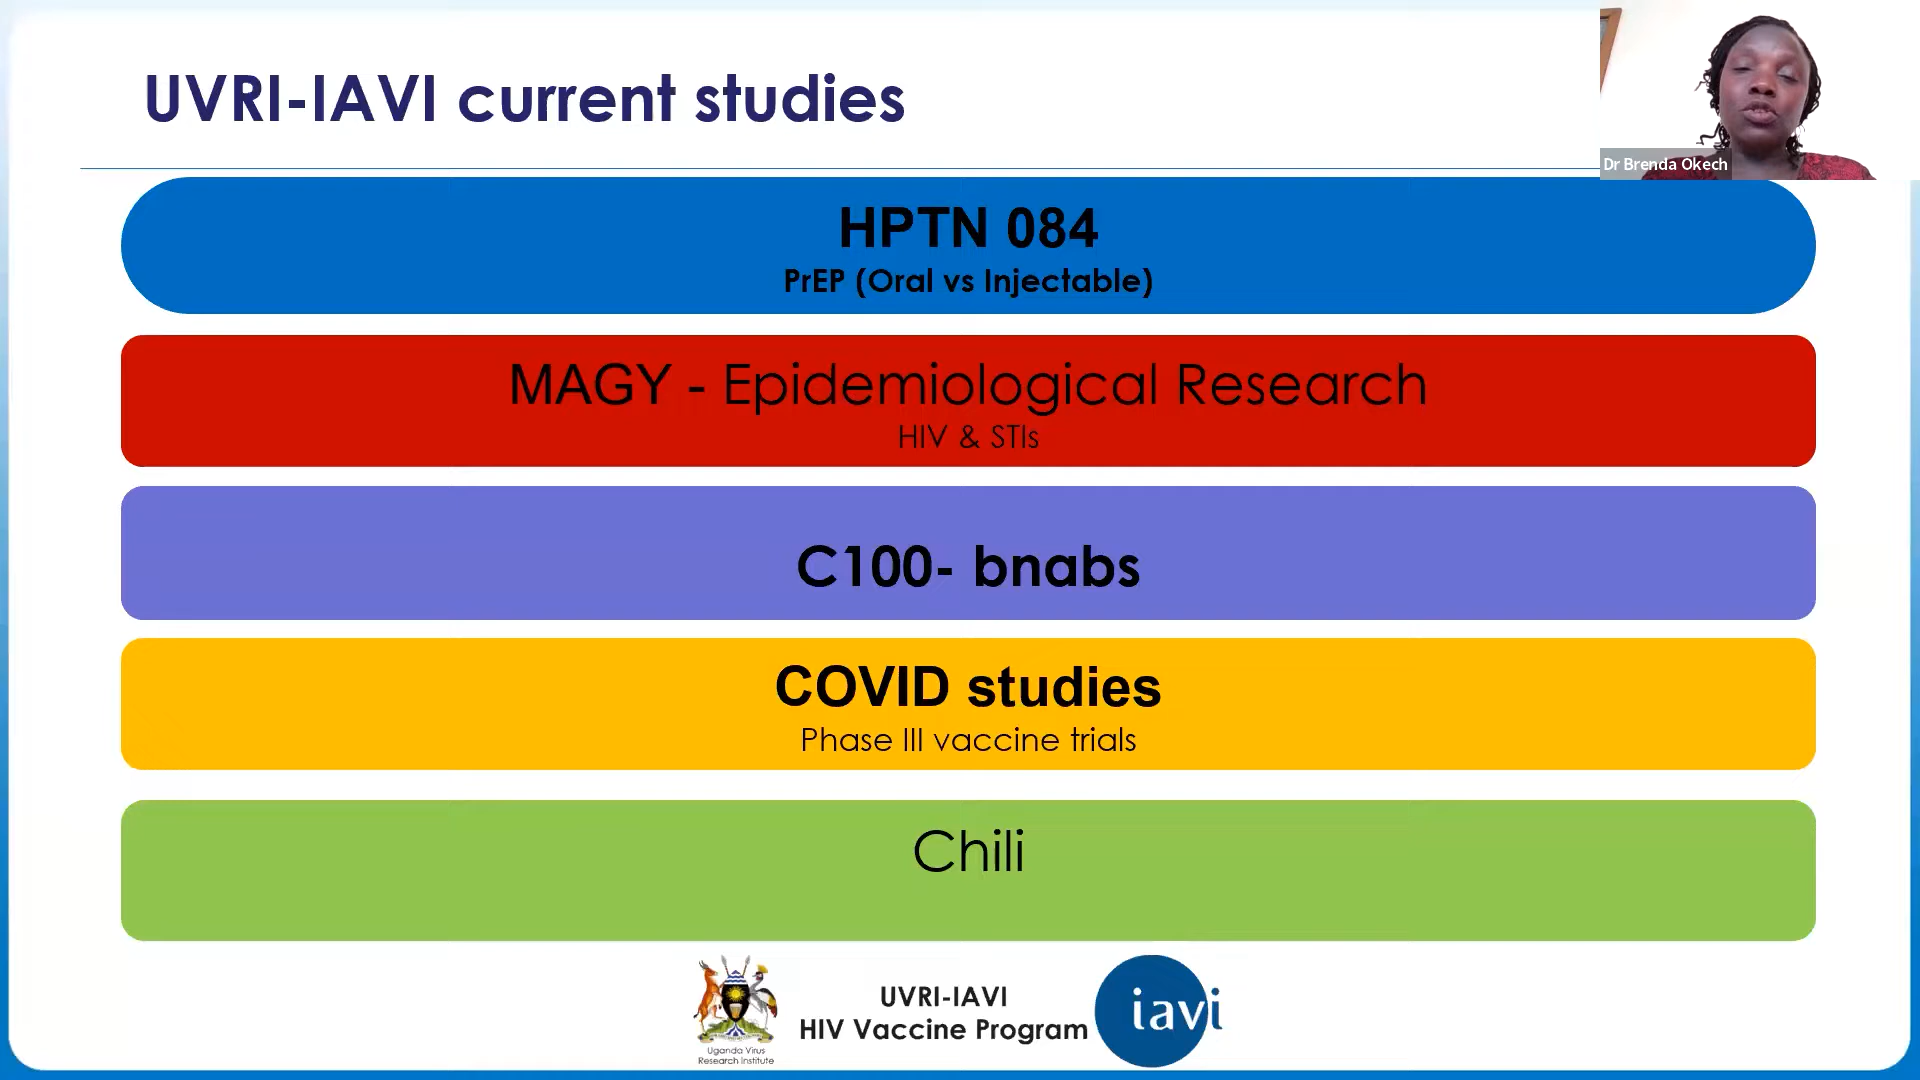 UVRI-IAVI current studies
Dr Brenda Okech
HPTN 084
PrEP (Oral vs Injectable)
MAGY - Epidemiological Research
HIV & STIs
C100- bnabs
COVID studies
Phase III vaccine trials
Chili
Uganda Virus
Research Institute
UVRI-IAVI
HIV Vaccine Program
iavi